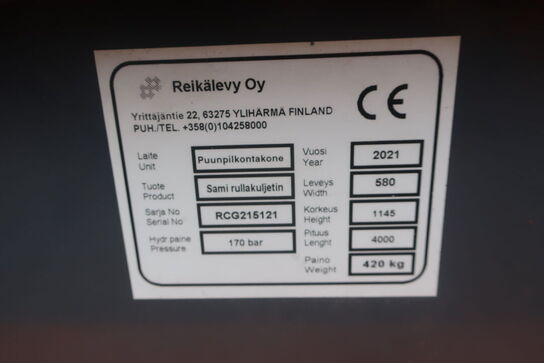 Reikälevy Oy
Yrittäjäntie 22, 63275 YLIHÄRMÄ FINLAND
PUH./TEL. +358(0)104258000
CE
Laite
Unit
Puunpilkontakone
Tuote
Product
Sami rullakuljetin
Sarja No
Serial No
RCG215121
Hydr paine
Pressure
170 bar
Vuosi
Year
2021
Leveys
Width
580
Korkeus
Height
1145
Pituus
Lenght
4000
Paino
Weight
420 kg